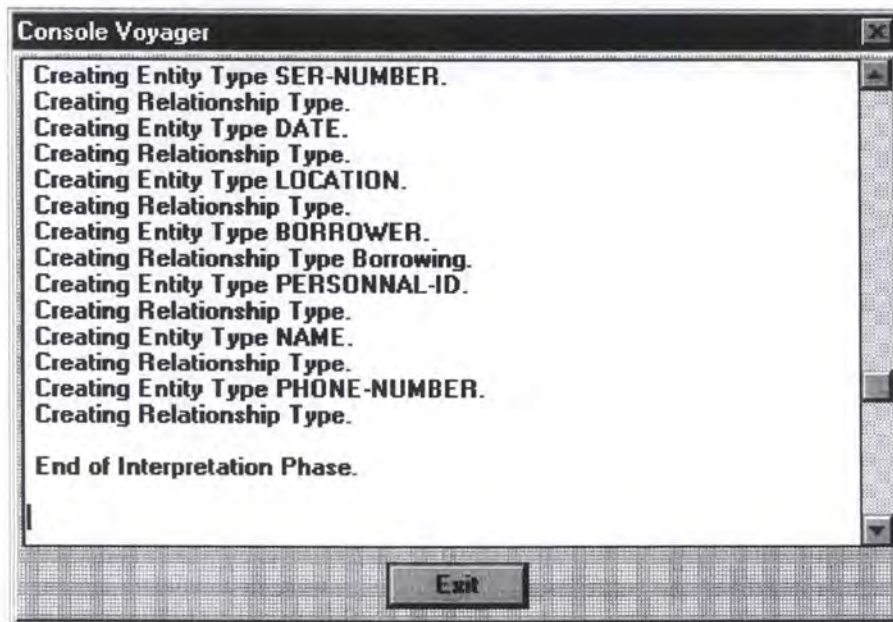 Console Voyager
Creating Entity Type SER-NUMBER.
Creating Relationship Type.
Creating Entity Type DATE.
Creating Relationship Type.
Creating Entity Type LOCATION.
Creating Relationship Type.
Creating Entity Type BORROWER.
Creating Relationship Type Borrowing.
Creating Entity Type PERSONNAL-ID.
Creating Relationship Type.
Creating Entity Type NAME.
Creating Relationship Type.
Creating Entity Type PHONE-NUMBER.
Creating Relationship Type.
End of Interpretation Phase.
Exit